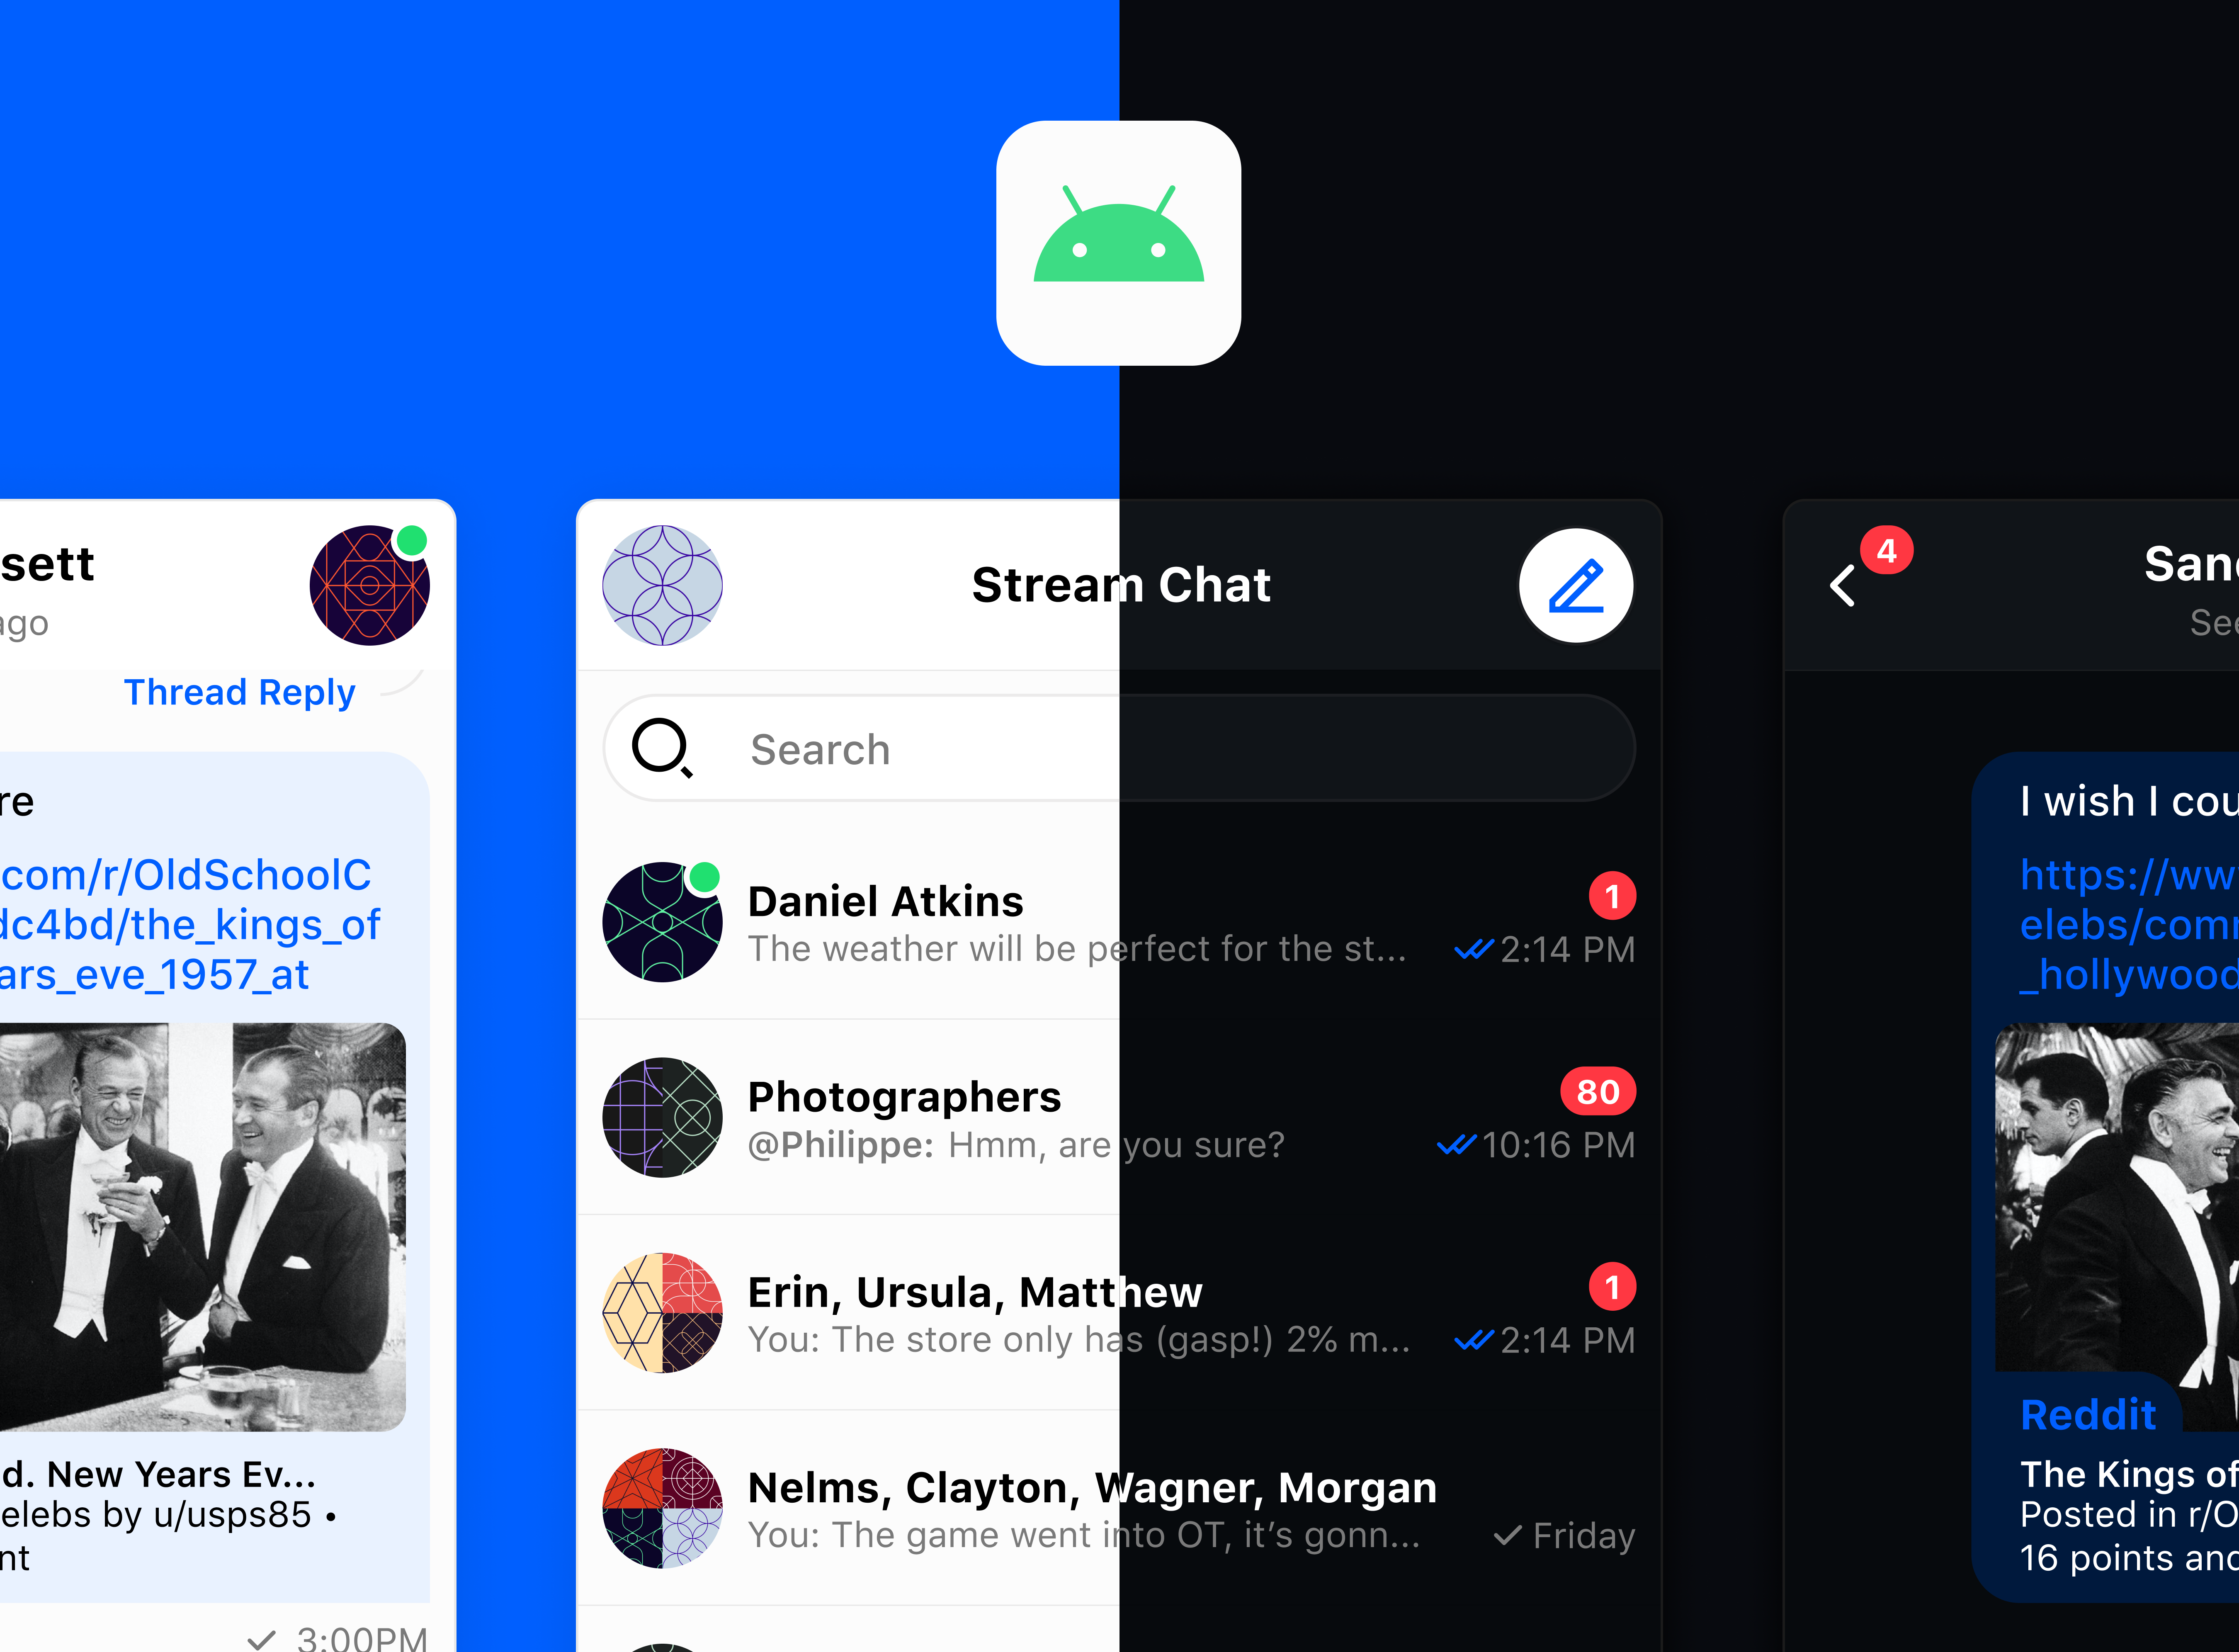 sett
ago
Thread Reply
re
com/r/OldSchoolC
dc4bd/the_kings_of
ars_eve_1957_at
d. New Years Ev...
elebs by u/usps85 •
nt
3:00PM
Stream Chat
Search
Daniel Atkins
1
The weather will be perfect for the st...
2:14 PM
Photographers
80
@Philippe: Hmm, are you sure?
10:16 PM
Erin, Ursula, Matthew
1
You: The store only has (gasp!) 2% m...
2:14 PM
Nelms, Clayton, Wagner, Morgan
You: The game went into OT, it’s gonn...
Friday
4
San
See
I wish I cou
https://ww
elebs/com
_hollywood
Reddit
The Kings of
Posted in r/O
16 points and